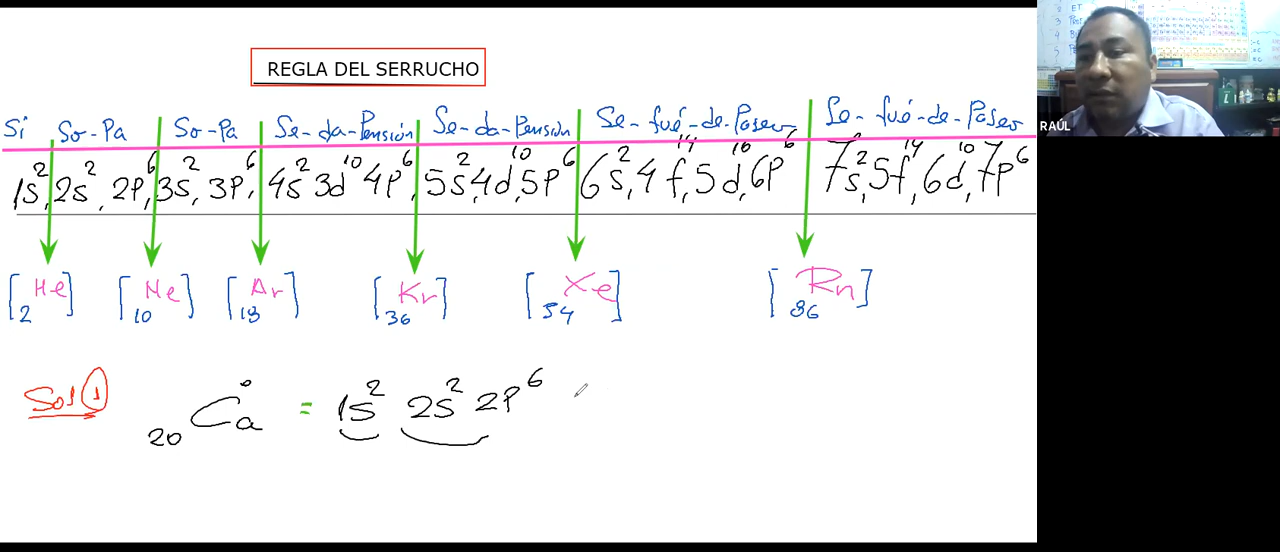 REGLA DEL SERRUCHO
Si So-Pa So-Pa Se-da-Pensión Se-da-Pensión Se-fué-de-Paseo, Se-fué-de-Paseo
1s², 2s², 2p⁶, 3s², 3p⁶, 4s² 3d¹⁰ 4p⁶, 5s², 4d¹⁰, 5p⁶ 6s², 4f¹⁴, 5d¹⁰, 6p⁶ 7s², 5f¹⁴, 6d¹⁰, 7p⁶
[₂He] [₁₀Ne] [₁₈Ar] [₃₆Kr] [₅₄Xe] [₈₆Rn]
Sol ①
₂₀Ca° = 1s² 2s² 2p⁶
RAÚL